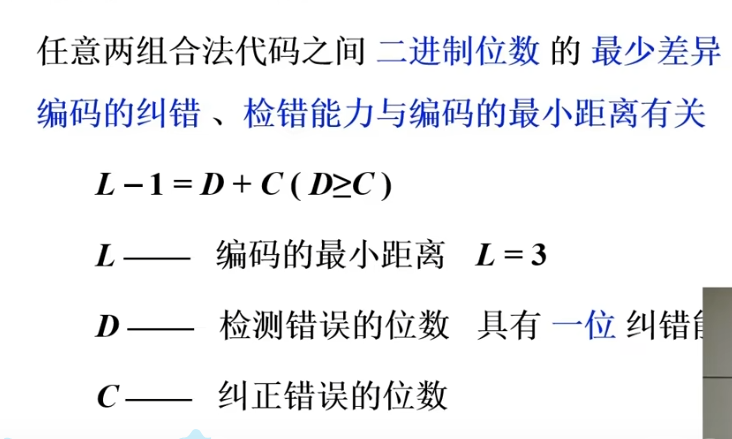 任意两组合法代码之间 二进制位数 的 最少差异
编码的纠错 、检错能力与编码的最小距离有关
L − 1 = D + C ( D≥C )
L —— 编码的最小距离 L = 3
D —— 检测错误的位数 具有 一位 纠错
C —— 纠正错误的位数